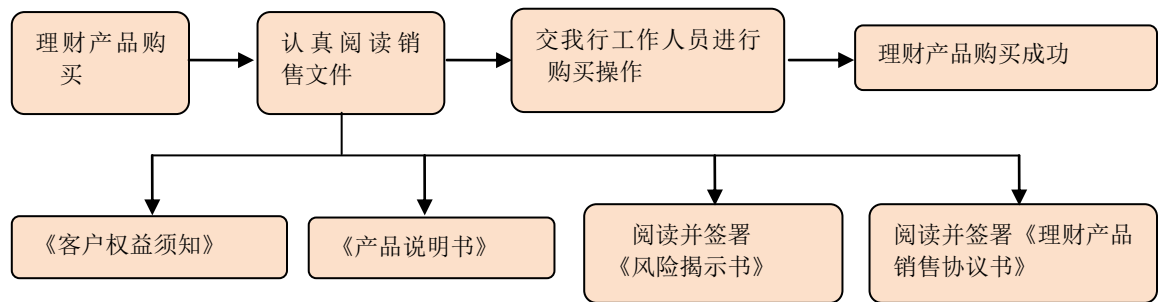 理财产品购
买
认真阅读销
售文件
交我行工作人员进行
购买操作
理财产品购买成功
《客户权益须知》
《产品说明书》
阅读并签署
《风险揭示书》
阅读并签署《理财产品
销售协议书》